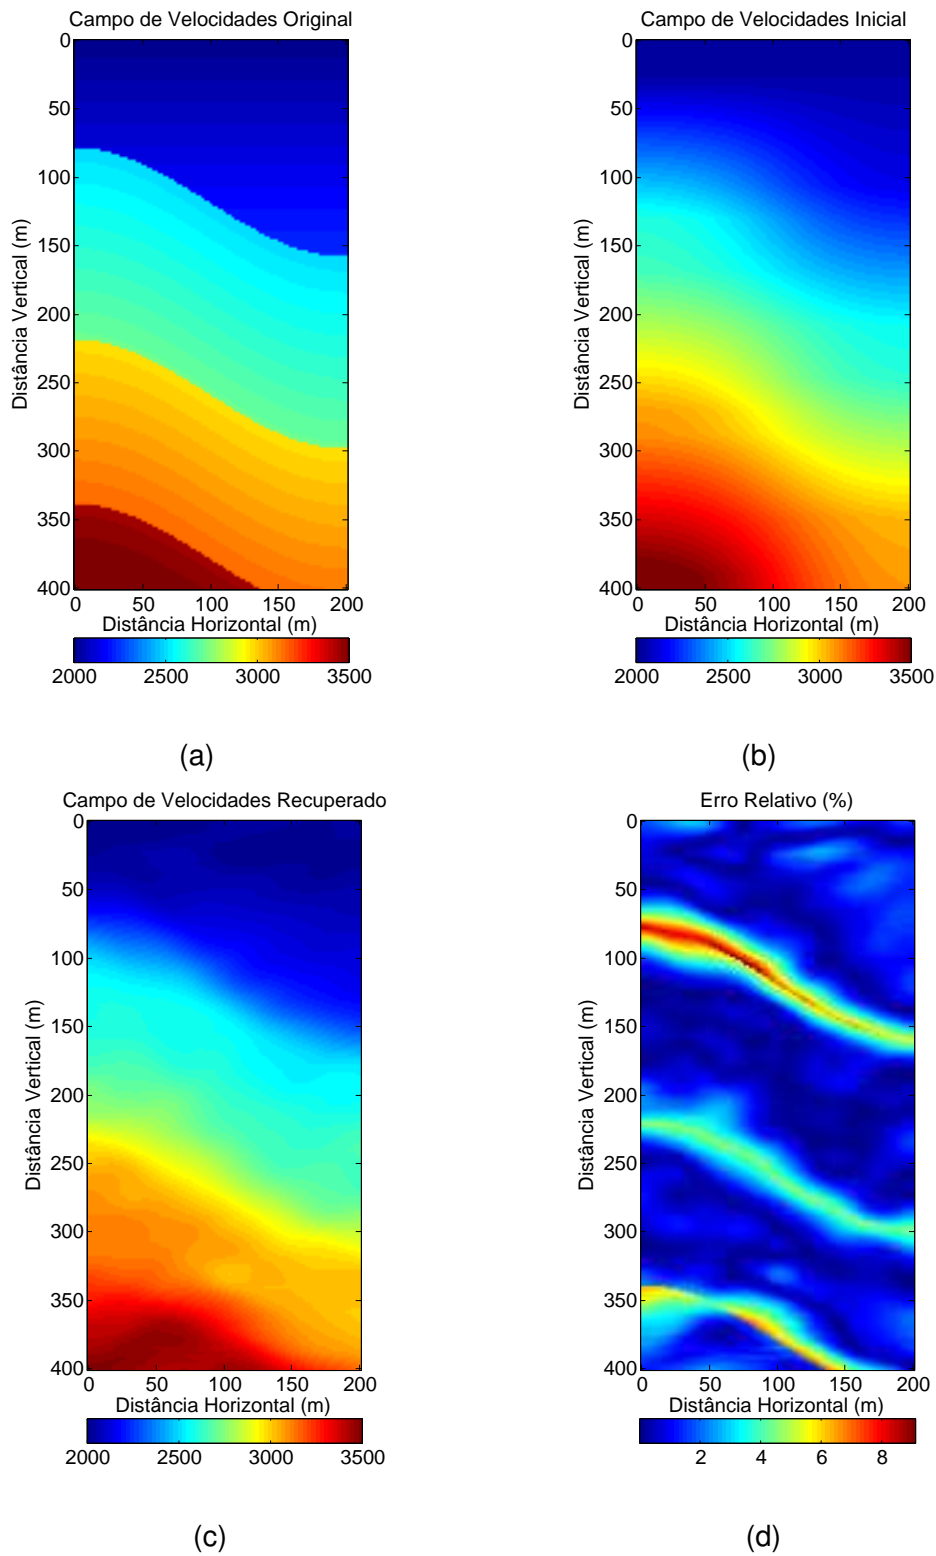 Campo de Velocidades Original
0
50
100
150
200
250
300
350
400
Distância Vertical (m)
0 50 100 150 200
Distância Horizontal (m)
2000 2500 3000 3500
(a)
Campo de Velocidades Inicial
0
50
100
150
200
250
300
350
400
Distância Vertical (m)
0 50 100 150 200
Distância Horizontal (m)
2000 2500 3000 3500
(b)
Campo de Velocidades Recuperado
0
50
100
150
200
250
300
350
400
Distância Vertical (m)
0 50 100 150 200
Distância Horizontal (m)
2000 2500 3000 3500
(c)
Erro Relativo (%)
0
50
100
150
200
250
300
350
400
Distância Vertical (m)
0 50 100 150 200
Distância Horizontal (m)
2 4 6 8
(d)